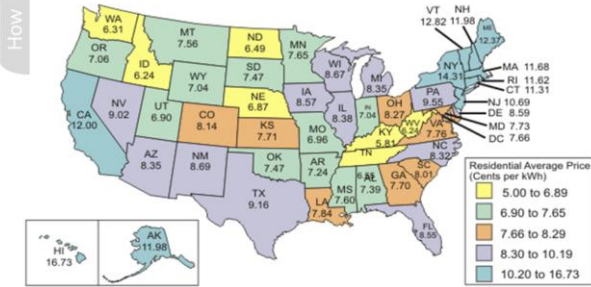 How
WA
6.31
OR
7.06
ID
6.24
MT
7.56
ND
6.49
MN
7.65
SD
7.47
WY
7.04
NE
6.87
WI
8.67
MI
8.35
IA
8.57
CA
12.00
NV
9.02
UT
6.90
CO
8.14
KS
7.71
MO
6.96
IL
8.38
IN
7.04
OH
8.27
PA
9.55
NY
14.31
ME
12.37
VT
12.82
NH
11.98
MA 11.68
RI 11.62
CT 11.31
NJ 10.69
DE 8.59
MD 7.73
DC 7.66
WV
6.24
VA
7.76
KY
5.81
TN
NC
8.32
SC
8.01
AZ
8.35
NM
8.69
OK
7.47
AR
7.24
TX
9.16
LA
7.84
MS
7.60
AL
7.39
GA
7.70
FL
8.55
HI
16.73
AK
11.98
Residential Average Price
(Cents per kWh)
5.00 to 6.89
6.90 to 7.65
7.66 to 8.29
8.30 to 10.19
10.20 to 16.73